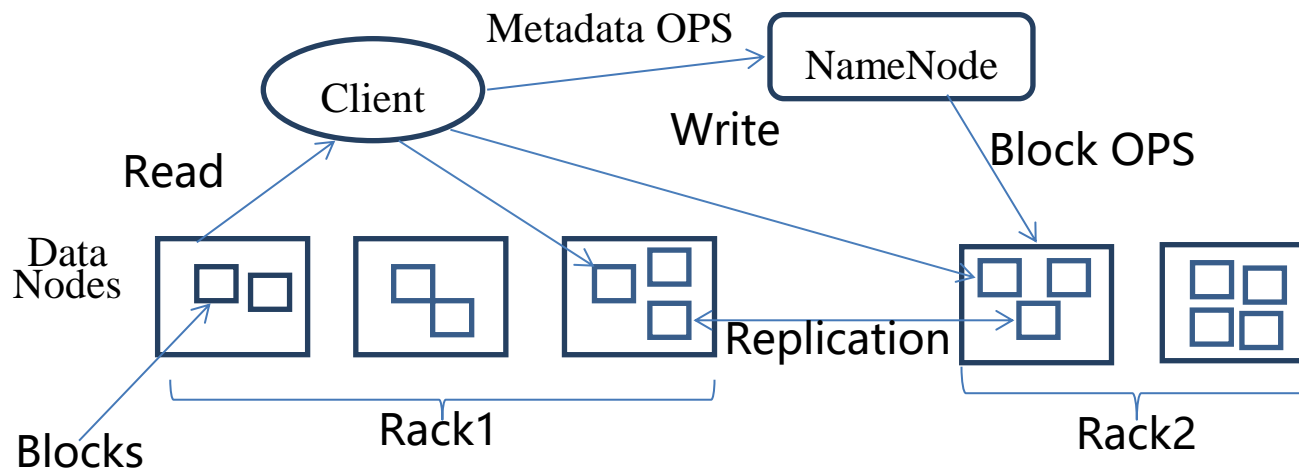 Metadata OPS
NameNode
Client
Write
Block OPS
Read
Data
Nodes
Replication
Rack1
Rack2
Blocks